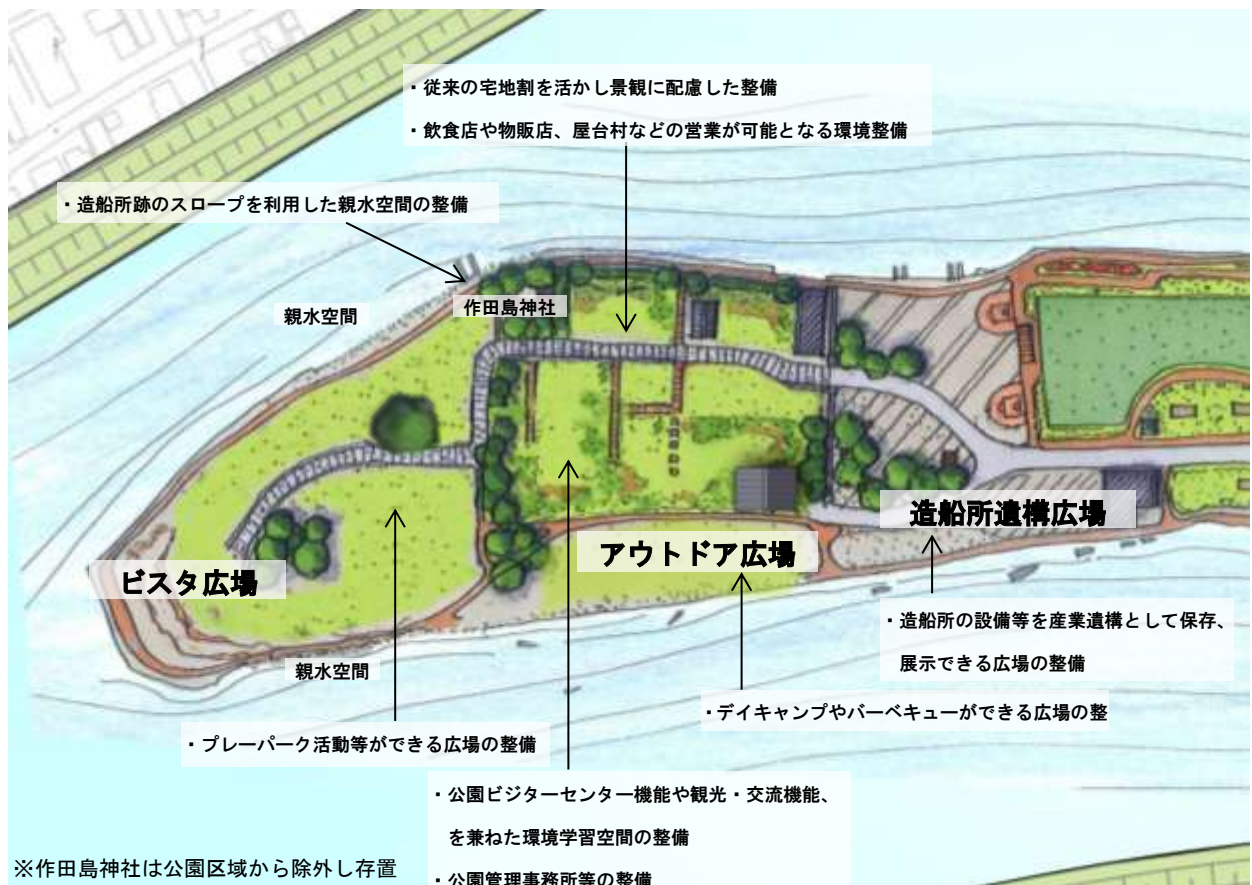 ・従来の宅地割を活かし景観に配慮した整備
・飲食店や物販店、屋台村などの営業が可能となる環境整備
・造船所跡のスロープを利用した親水空間の整備
作田島神社
親水空間
造船所遺構広場
アウトドア広場
ビスタ広場
・造船所の設備等を産業遺構として保存、
展示できる広場の整備
親水空間
・デイキャンプやバーベキューができる広場の整
・プレーパーク活動等ができる広場の整備
・公園ビジターセンター機能や観光・交流機能、
を兼ねた環境学習空間の整備
・公園管理事務所等の整備
※作田島神社は公園区域から除外し存置